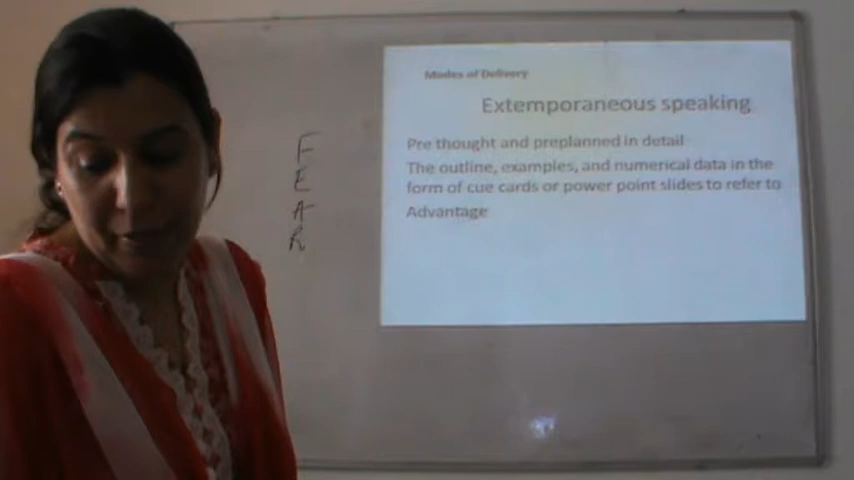 Modes of Delivery
Extemporaneous speaking
Pre thought and preplanned in detail
The outline, examples, and numerical data in the
form of cue cards or power point slides to refer to
Advantage
F
E
A
R